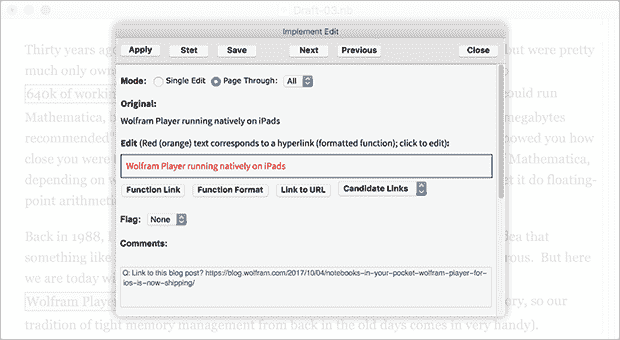 Draft-03.nb
Implement Edit
Apply Stet Save Next Previous Close
Thirty years ago
but were pretty
much only own
Mode: Single Edit Page Through: All
640k of workin
ould run
Original:
Mathematica, b
megabytes
Wolfram Player running natively on iPads
recommended"
owed you how
close you were t
Edit (Red (orange) text corresponds to a hyperlink (formatted function); click to edit):
Mathematica,
depending on w
Wolfram Player running natively on iPads
et it do floating-
point arithmetic
Function Link Function Format Link to URL Candidate Links
Flag: None
Back in 1988, I
dea that
Comments:
something like
rous. But here
we are today wi
Q: Link to this blog post? https://blog.wolfram.com/2017/10/04/notebooks-in-your-pocket-wolfram-player-for-
ios-is-now-shipping/
Wolfram Player
ory, so our
tradition of tight memory management from back in the old days comes in very handy).